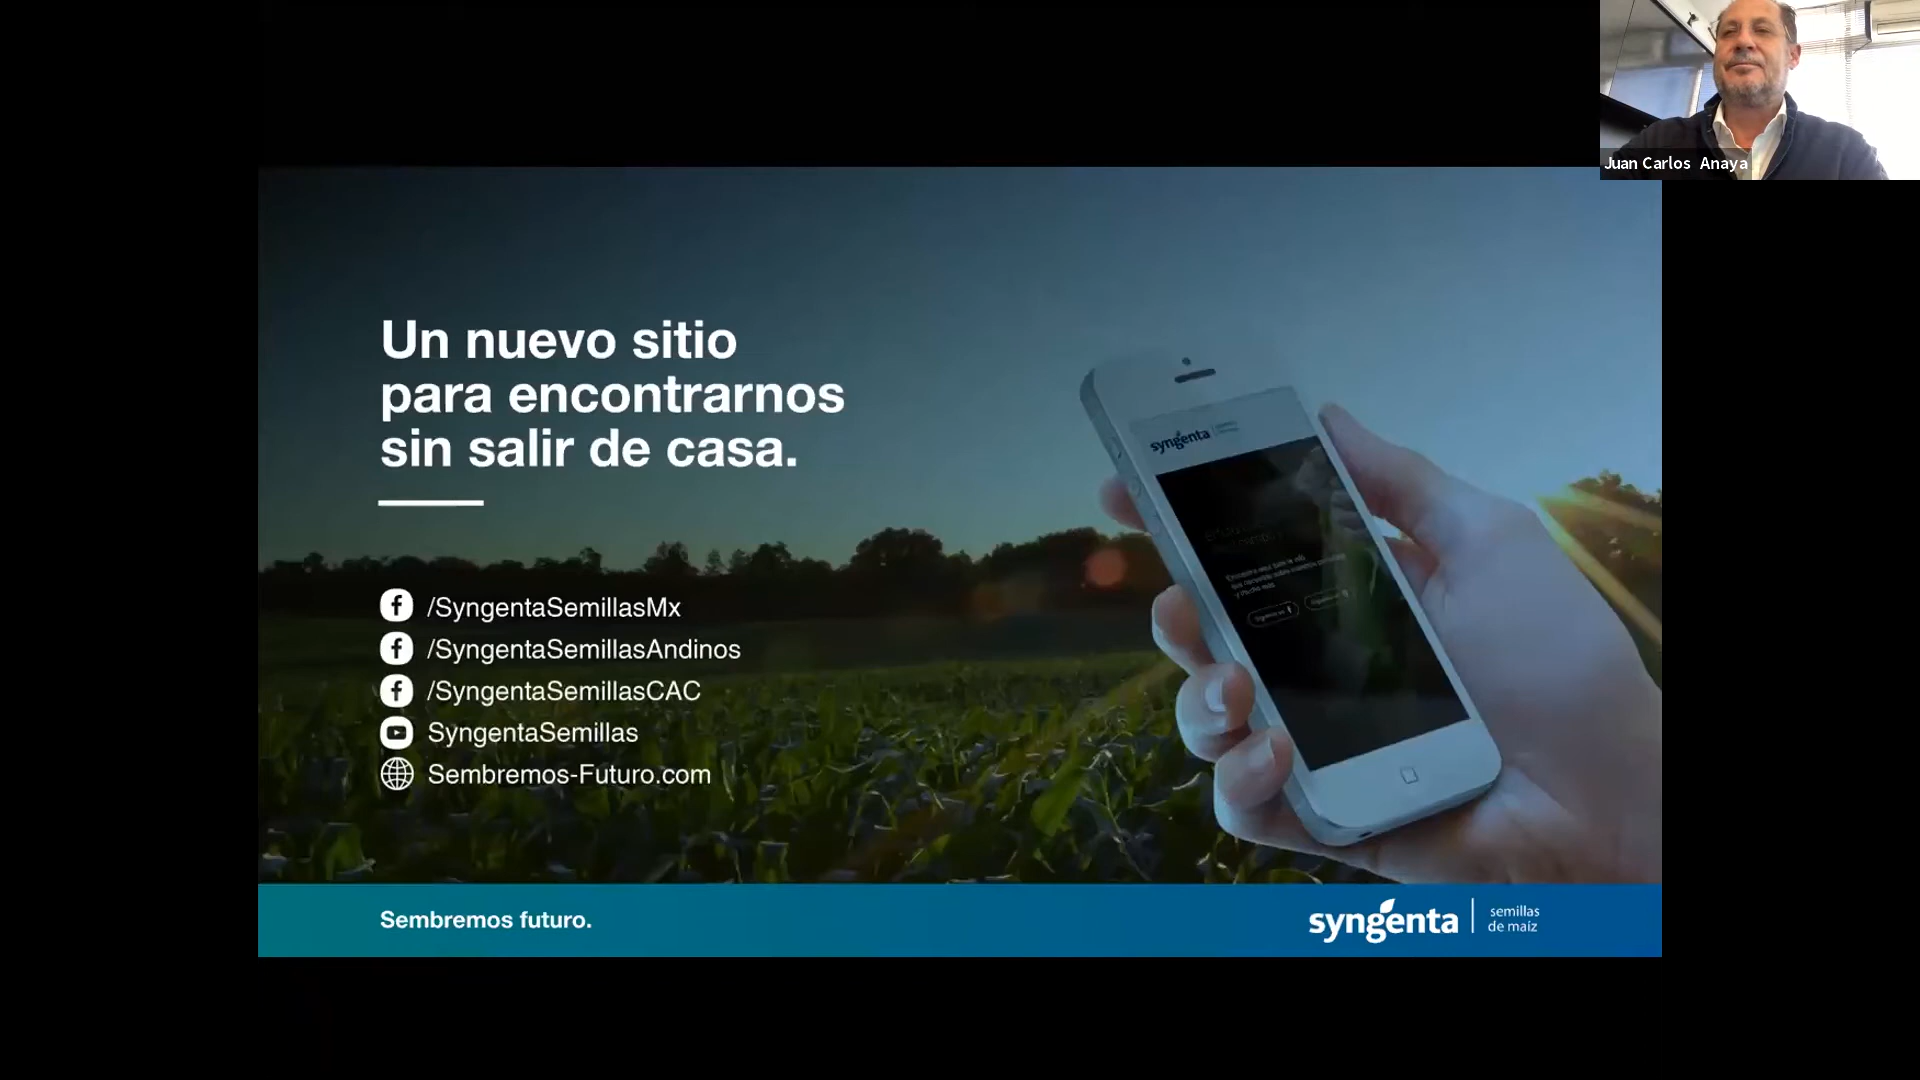 Juan Carlos Anaya
Un nuevo sitio
para encontrarnos
sin salir de casa.
syngenta
/SyngentaSemillasMx
/SyngentaSemillasAndinos
/SyngentaSemillasCAC
SyngentaSemillas
Sembremos-Futuro.com
Sembremos futuro.
syngenta
semillas
de maíz